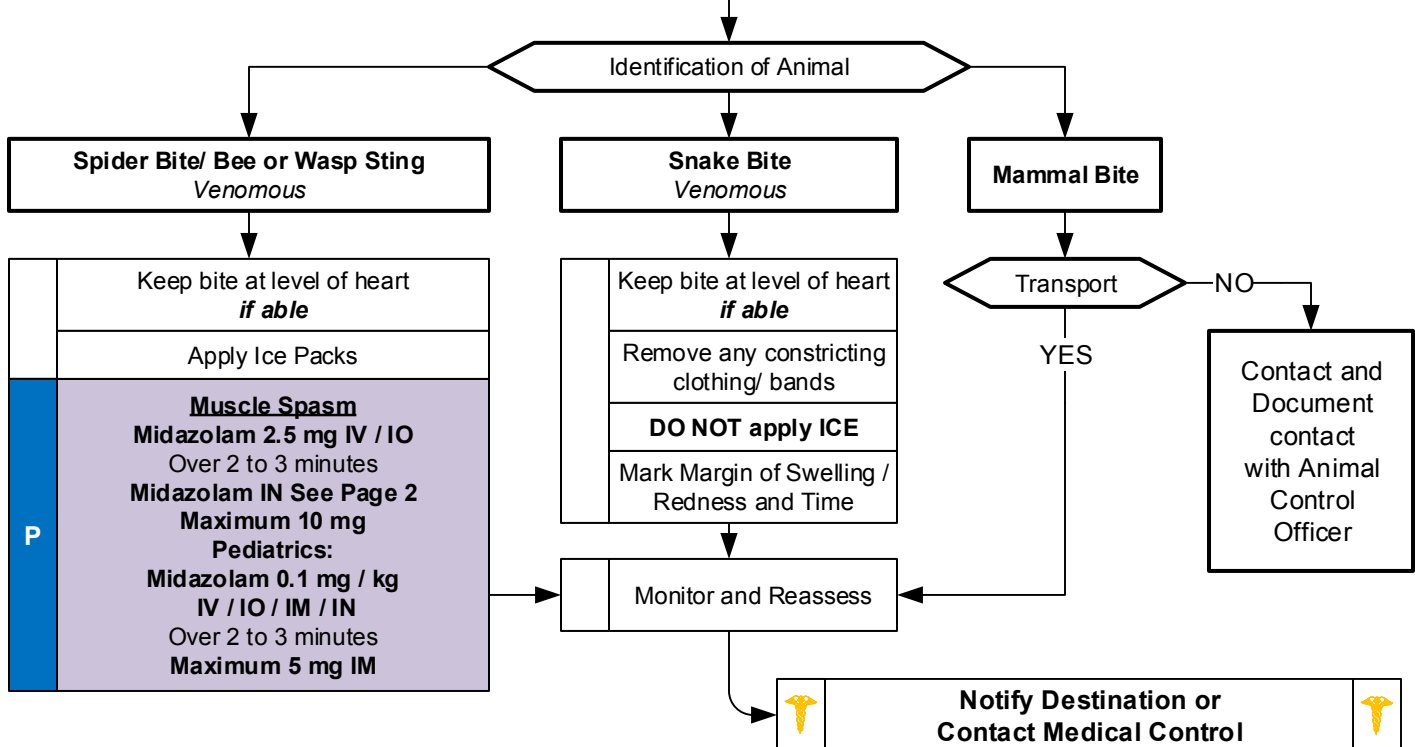 Identification of Animal
Spider Bite/ Bee or Wasp Sting
Venomous
Keep bite at level of heart
if able
Apply Ice Packs
P
Muscle Spasm
Midazolam 2.5 mg IV / IO
Over 2 to 3 minutes
Midazolam IN See Page 2
Maximum 10 mg
Pediatrics:
Midazolam 0.1 mg / kg
IV / IO / IM / IN
Over 2 to 3 minutes
Maximum 5 mg IM
Snake Bite
Venomous
Keep bite at level of heart
if able
Remove any constricting
clothing/ bands
DO NOT apply ICE
Mark Margin of Swelling /
Redness and Time
Monitor and Reassess
Mammal Bite
Transport
NO
YES
Contact and
Document
contact
with Animal
Control
Officer
Notify Destination or
Contact Medical Control